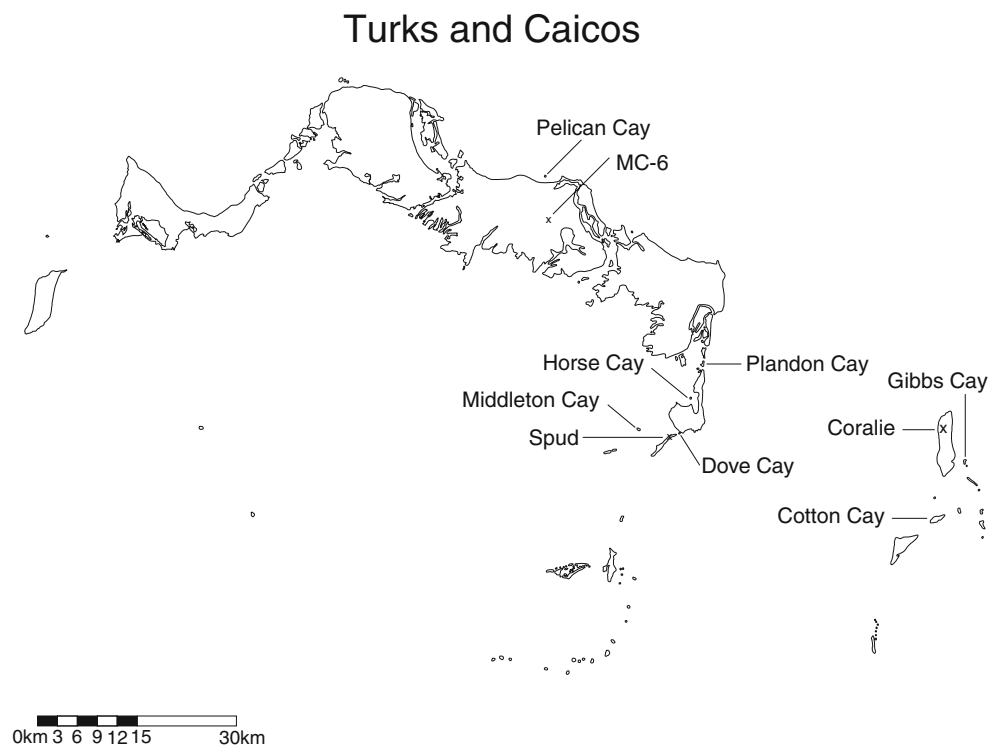 Turks and Caicos
Pelican Cay
MC-6
Horse Cay
Plandon Cay
Gibbs Cay
Middleton Cay
Coralie
Spud
Dove Cay
Cotton Cay
x
x
x
0km 3 6 9 12 15 30km